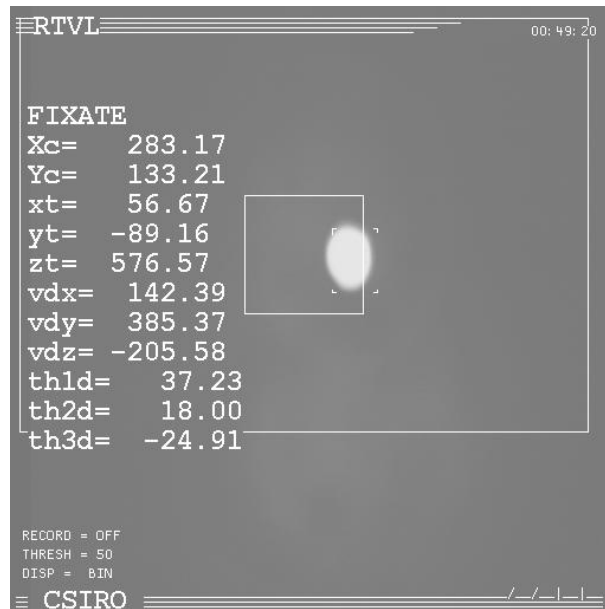 RTVL
00:49:20
FIXATE
Xc= 283.17
Yc= 133.21
xt= 56.67
yt= -89.16
zt= 576.57
vdx= 142.39
vdy= 385.37
vdz= -205.58
th1d= 37.23
th2d= 18.00
th3d= -24.91
RECORD = OFF
THRESH = 50
DISP = BIN
CSIRO